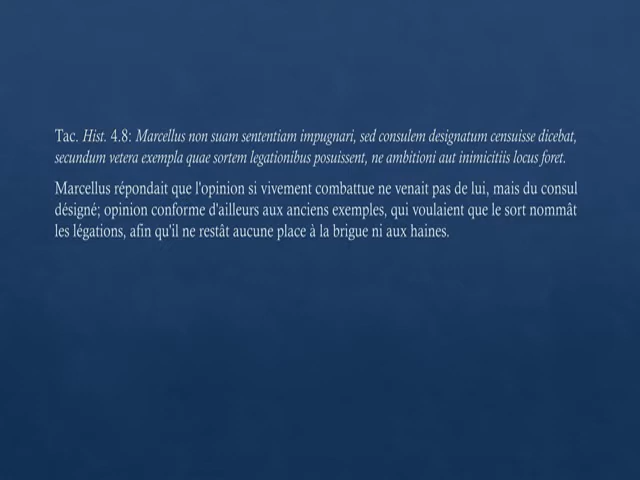 Tac. Hist. 4.8: Marcellus non suam sententiam impugnari, sed consulem designatum censuisse dicebat,
secundum vetera exempla quae sortem legationibus posuissent, ne ambitioni aut inimicitiis locus foret.
Marcellus répondait que l'opinion si vivement combattue ne venait pas de lui, mais du consul
désigné; opinion conforme d'ailleurs aux anciens exemples, qui voulaient que le sort nommât
les légations, afin qu'il ne restât aucune place à la brigue ni aux haines.